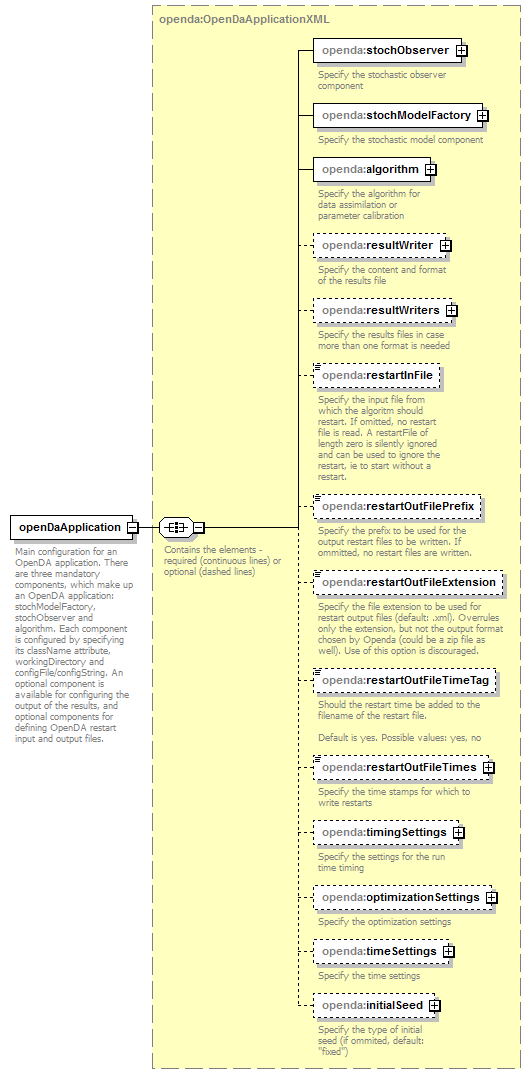 openda:OpenDaApplicationXML
openda:stochObserver
Specify the stochastic observer
component
openda:stochModelFactory
Specify the stochastic model component
openda:algorithm
Specify the algorithm for
data assimilation or
parameter calibration
openda:resultWriter
Specify the content and format
of the results file
openda:resultWriters
Specify the results files in case
more than one format is needed
openda:restartInFile
Specify the input file from
which the algoritm should
restart. If omitted, no restart
file is read. A restartFile of
length zero is silently ignored
and can be used to ignore the
restart, ie to start without a
restart.
openDaApplication
Main configuration for an
OpenDA application. There
are three mandatory
components, which make up
an OpenDA application:
stochModelFactory,
stochObserver and
algorithm. Each component
is configured by specifying
its className attribute,
workingDirectory and
configFile/configString. An
optional component is
available for configuring the
output of the results, and
optional components for
defining OpenDA restart
input and output files.
Contains the elements -
required (continuous lines) or
optional (dashed lines)
openda:restartOutFilePrefix
Specify the prefix to be used for the
output restart files to be written. If
ommitted, no restart files are written.
openda:restartOutFileExtension
Specify the file extension to be used for
restart output files (default: .xml). Overrules
only the extension, but not the output format
chosen by Openda (could be a zip file as
well). Use of this option is discouraged.
openda:restartOutFileTimeTag
Should the restart time be added to the
filename of the restart file.
Default is yes. Possible values: yes, no
openda:restartOutFileTimes
Specify the time stamps for which to
write restarts
openda:timingSettings
Specify the settings for the run
time timing
openda:optimizationSettings
Specify the optimization settings
openda:timeSettings
Specify the time settings
openda:initialSeed
Specify the type of initial
seed (if ommited, default:
"fixed")